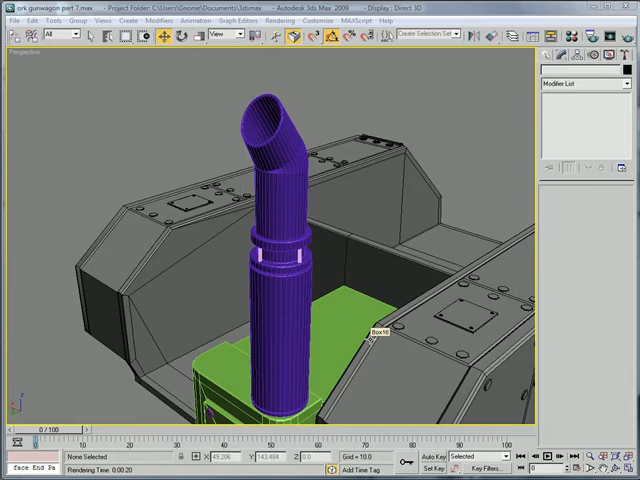 ork gunwagon part 7.max - Project Folder: C:\Users\Gnome\Documents\3dsmax - Autodesk 3ds Max 2009 - Display : Direct 3D
File Edit Tools Group Views Create Modifiers Animation Graph Editors Rendering Customize MAXScript Help
All View Create Selection Set
Perspective
Modifier List
Box16
0 / 100
0 10 20 30 40 50 60 70 80 90 100
None Selected X: 49.206 Y: 143.484 Z: 0.0 Grid = 10.0 Auto Key Selected
face End Pa Rendering Time 0:00:20 Add Time Tag Set Key Key Filters... 0